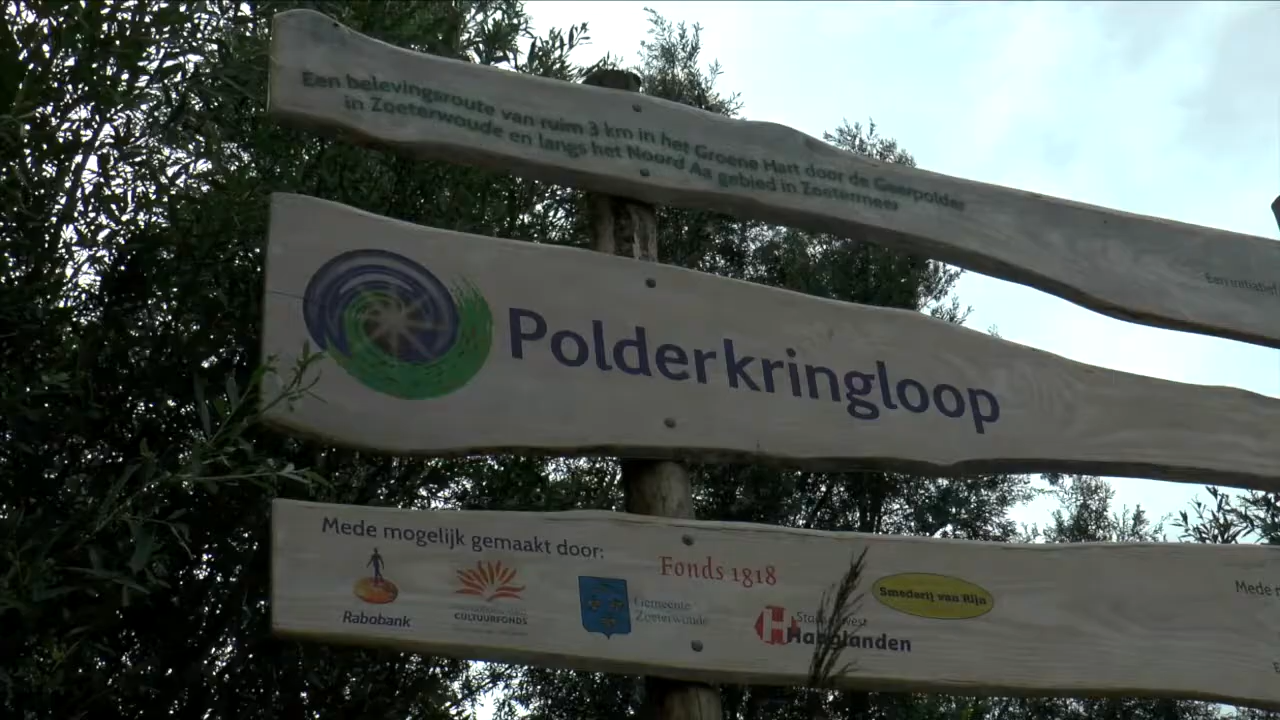 Een belevingsroute van ruim 3 km in het Groene Hart door de Geerpolder
in Zoeterwoude en langs het Noord Aa gebied in Zoetermeer
Een initiatief
Polderkringloop
Mede mogelijk gemaakt door:
Rabobank
CULTUURFONDS
Gemeente
Zoeterwoude
Fonds 1818
H
Haaglanden
Smederij van Rijn
Mede